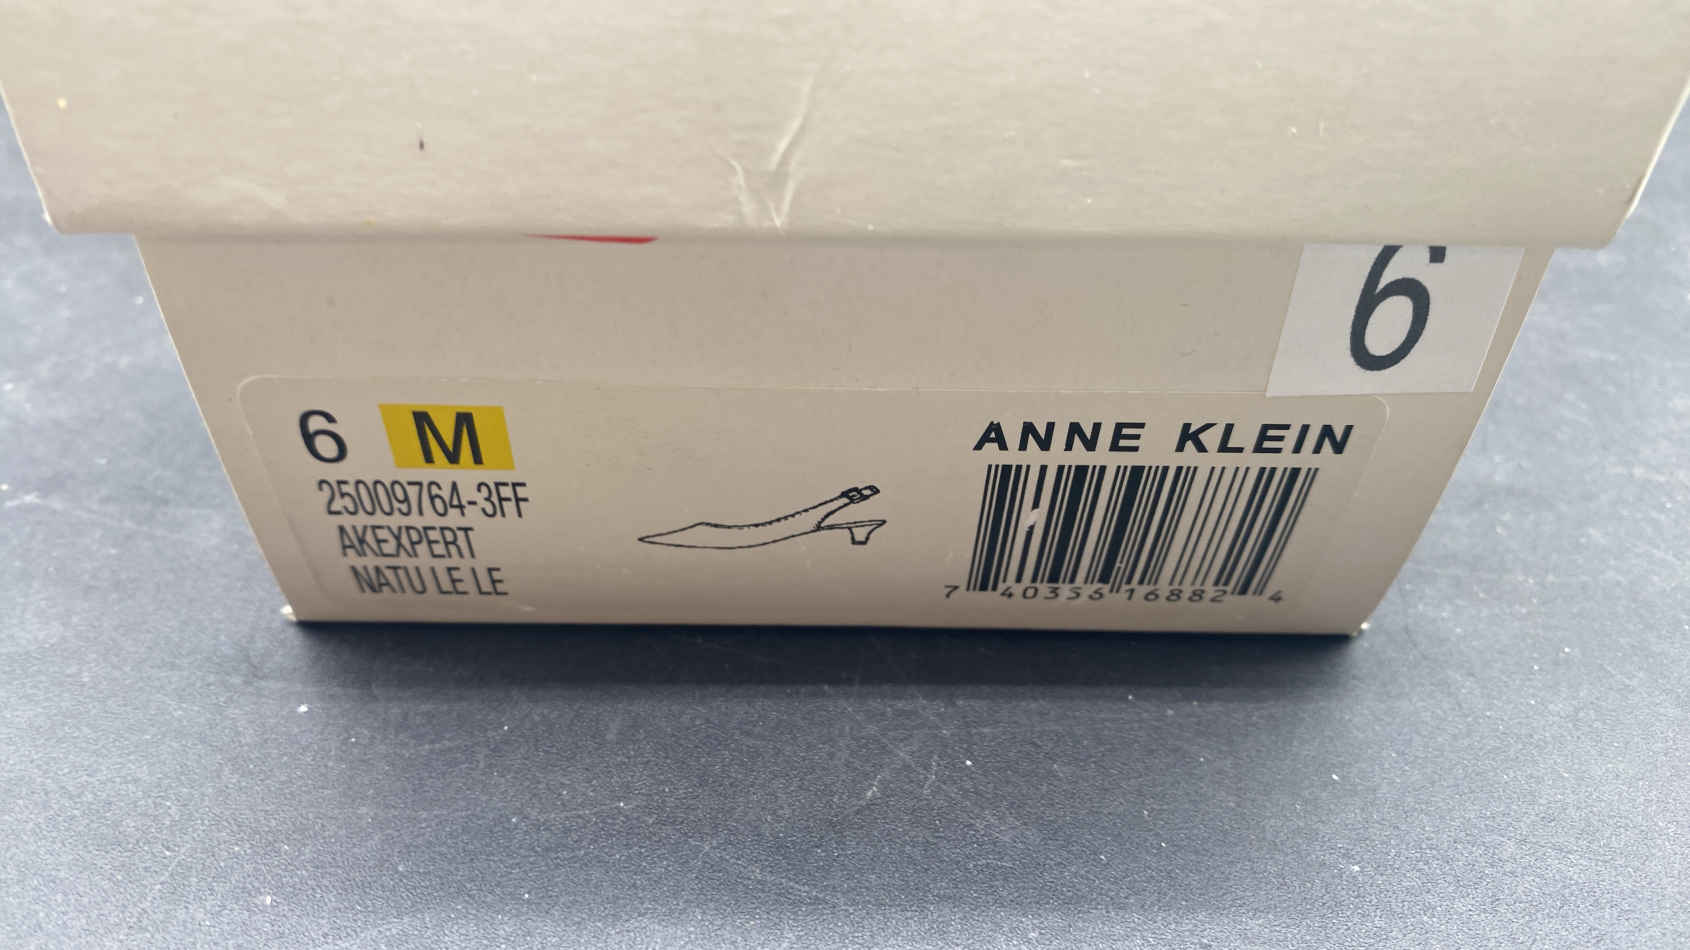 6
6 M
25009764-3FF
AKEXPERT
NATU LE LE
ANNE KLEIN
7 40356 16882 4